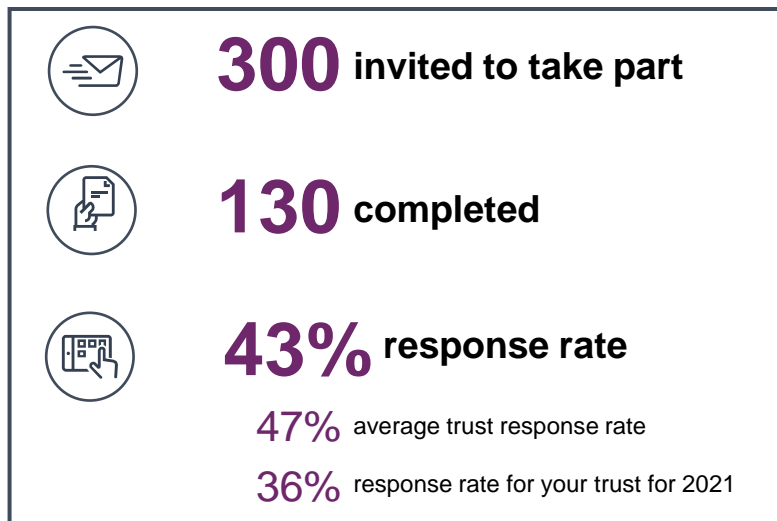 300 invited to take part
130 completed
43% response rate
47% average trust response rate
36% response rate for your trust for 2021